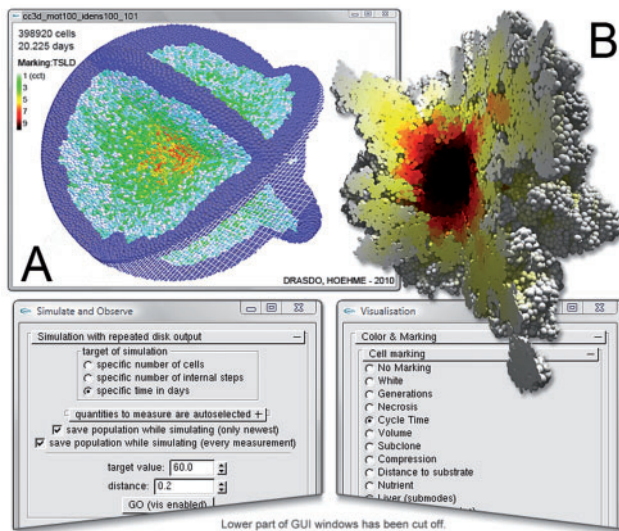 cc3d_mot100_idens100_101
398920 cells
20.225 days
Marking:TSLD
1 (cct)
3
5
7
9
A
DRASDO, HOEHME - 2010
B
Simulate and Observe
Simulation with repeated disk output
target of simulation
specific number of cells
specific number of internal steps
specific time in days
quantities to measure are autoselected +
save population while simulating (only newest)
save population while simulating (every measurement)
target value: 60.0
distance: 0.2
GO (vis enabled)
Visualisation
Color & Marking
Cell marking
No Marking
White
Generations
Necrosis
Cycle Time
Volume
Subclone
Compression
Distance to substrate
Nutrient
Liver (submodes)
Lower part of GUI windows has been cut off.